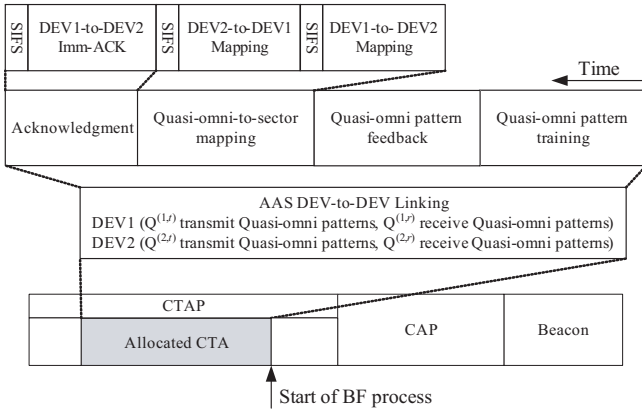 SIFS
DEV1-to-DEV2
Imm-ACK
SIFS
DEV2-to-DEV1
Mapping
SIFS
DEV1-to- DEV2
Mapping
Time
Acknowledgment
Quasi-omni-to-sector
mapping
Quasi-omni pattern
feedback
Quasi-omni pattern
training
AAS DEV-to-DEV Linking
DEV1 (Q^(1,t) transmit Quasi-omni patterns, Q^(1,r) receive Quasi-omni patterns)
DEV2 (Q^(2,t) transmit Quasi-omni patterns, Q^(2,r) receive Quasi-omni patterns)
CTAP
Allocated CTA
CAP
Beacon
Start of BF process